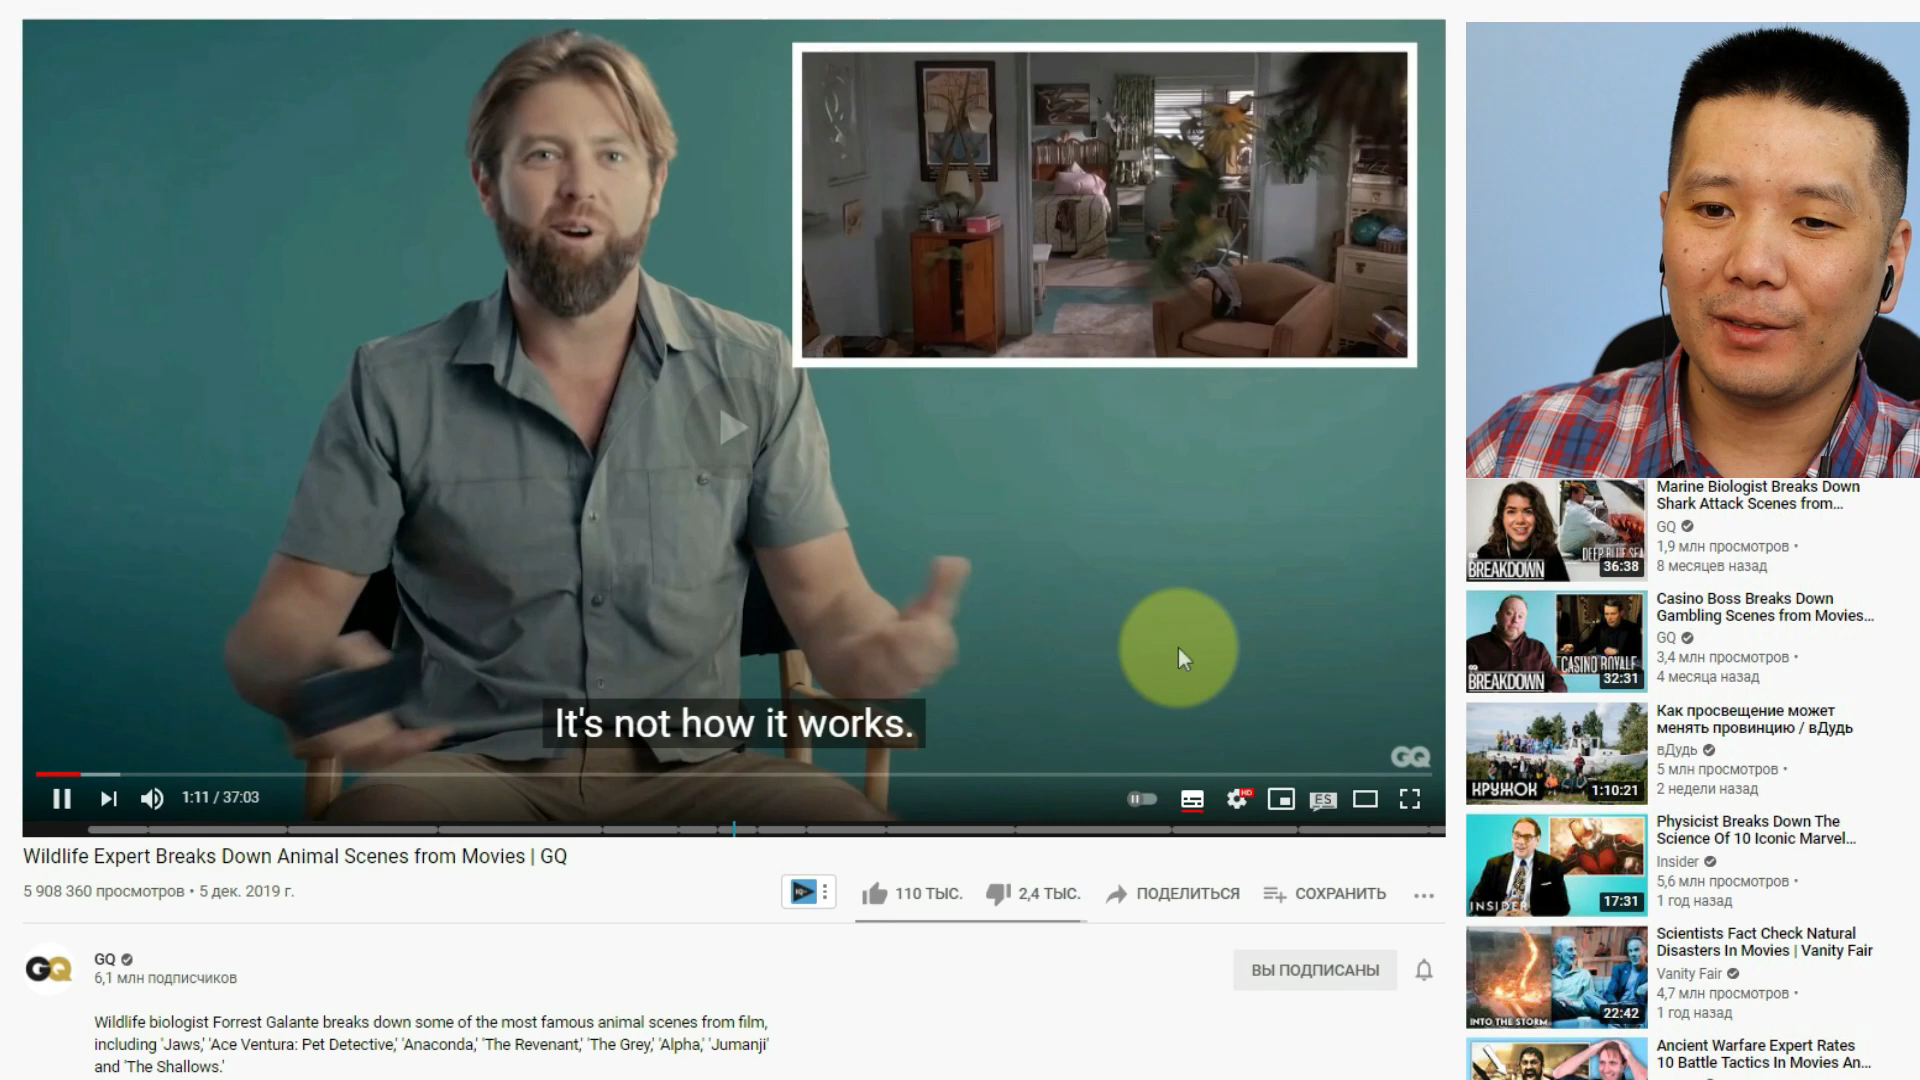 It's not how it works.
GQ
1:11 / 37:03
HD
ES
Wildlife Expert Breaks Down Animal Scenes from Movies | GQ
5 908 360 просмотров • 5 дек. 2019 г.
110 ТЫС.
2,4 ТЫС.
ПОДЕЛИТЬСЯ
СОХРАНИТЬ
GQ
GQ
6,1 млн подписчиков
ВЫ ПОДПИСАНЫ
Wildlife biologist Forrest Galante breaks down some of the most famous animal scenes from film,
including 'Jaws,' 'Ace Ventura: Pet Detective,' 'Anaconda,' 'The Revenant,' 'The Grey,' 'Alpha,' 'Jumanji'
and 'The Shallows.'
DEEP BLUE SEA
BREAKDOWN
36:38
Marine Biologist Breaks Down
Shark Attack Scenes from...
GQ
1,9 млн просмотров •
8 месяцев назад
CASINO ROYALE
BREAKDOWN
32:31
Casino Boss Breaks Down
Gambling Scenes from Movies...
GQ
3,4 млн просмотров •
4 месяца назад
КРУЖОК
1:10:21
Как просвещение может
менять провинцию / вДудь
вДудь
5 млн просмотров •
2 недели назад
INSIDER
17:31
Physicist Breaks Down The
Science Of 10 Iconic Marvel...
Insider
5,6 млн просмотров •
1 год назад
INTO THE STORM
22:42
Scientists Fact Check Natural
Disasters In Movies | Vanity Fair
Vanity Fair
4,7 млн просмотров •
1 год назад
Ancient Warfare Expert Rates
10 Battle Tactics In Movies An...